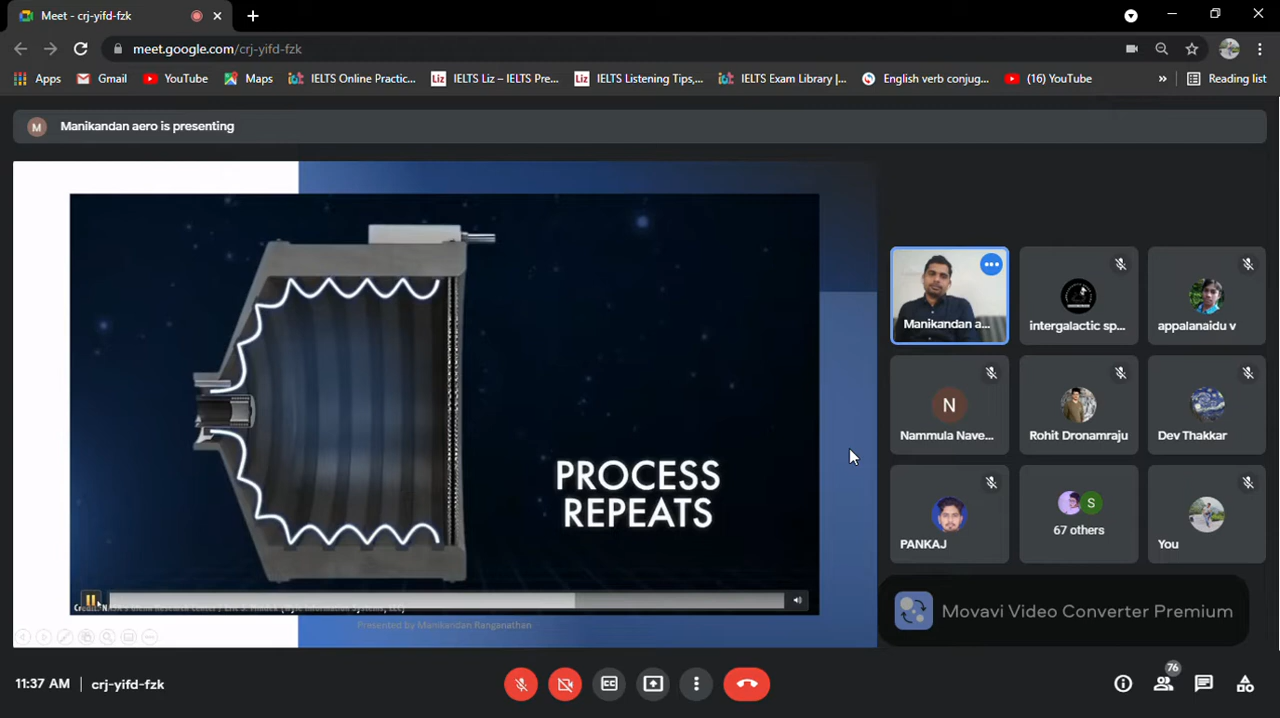 Meet - crj-yifd-fzk
meet.google.com/crj-yifd-fzk
Apps
Gmail
YouTube
Maps
IELTS Online Practic...
Liz
IELTS Liz – IELTS Pre...
Liz
IELTS Listening Tips,...
IELTS Exam Library |...
English verb conjug...
(16) YouTube
»
Reading list
M
Manikandan aero is presenting
Manikandan a...
intergalactic sp...
appalanaidu v
N
Nammula Nave...
Rohit Dronamraju
Dev Thakkar
PANKAJ
S
67 others
You
PROCESS
REPEATS
Presented by Manikandan Ranganathan
Movavi Video Converter Premium
11:37 AM | crj-yifd-fzk
CC
76